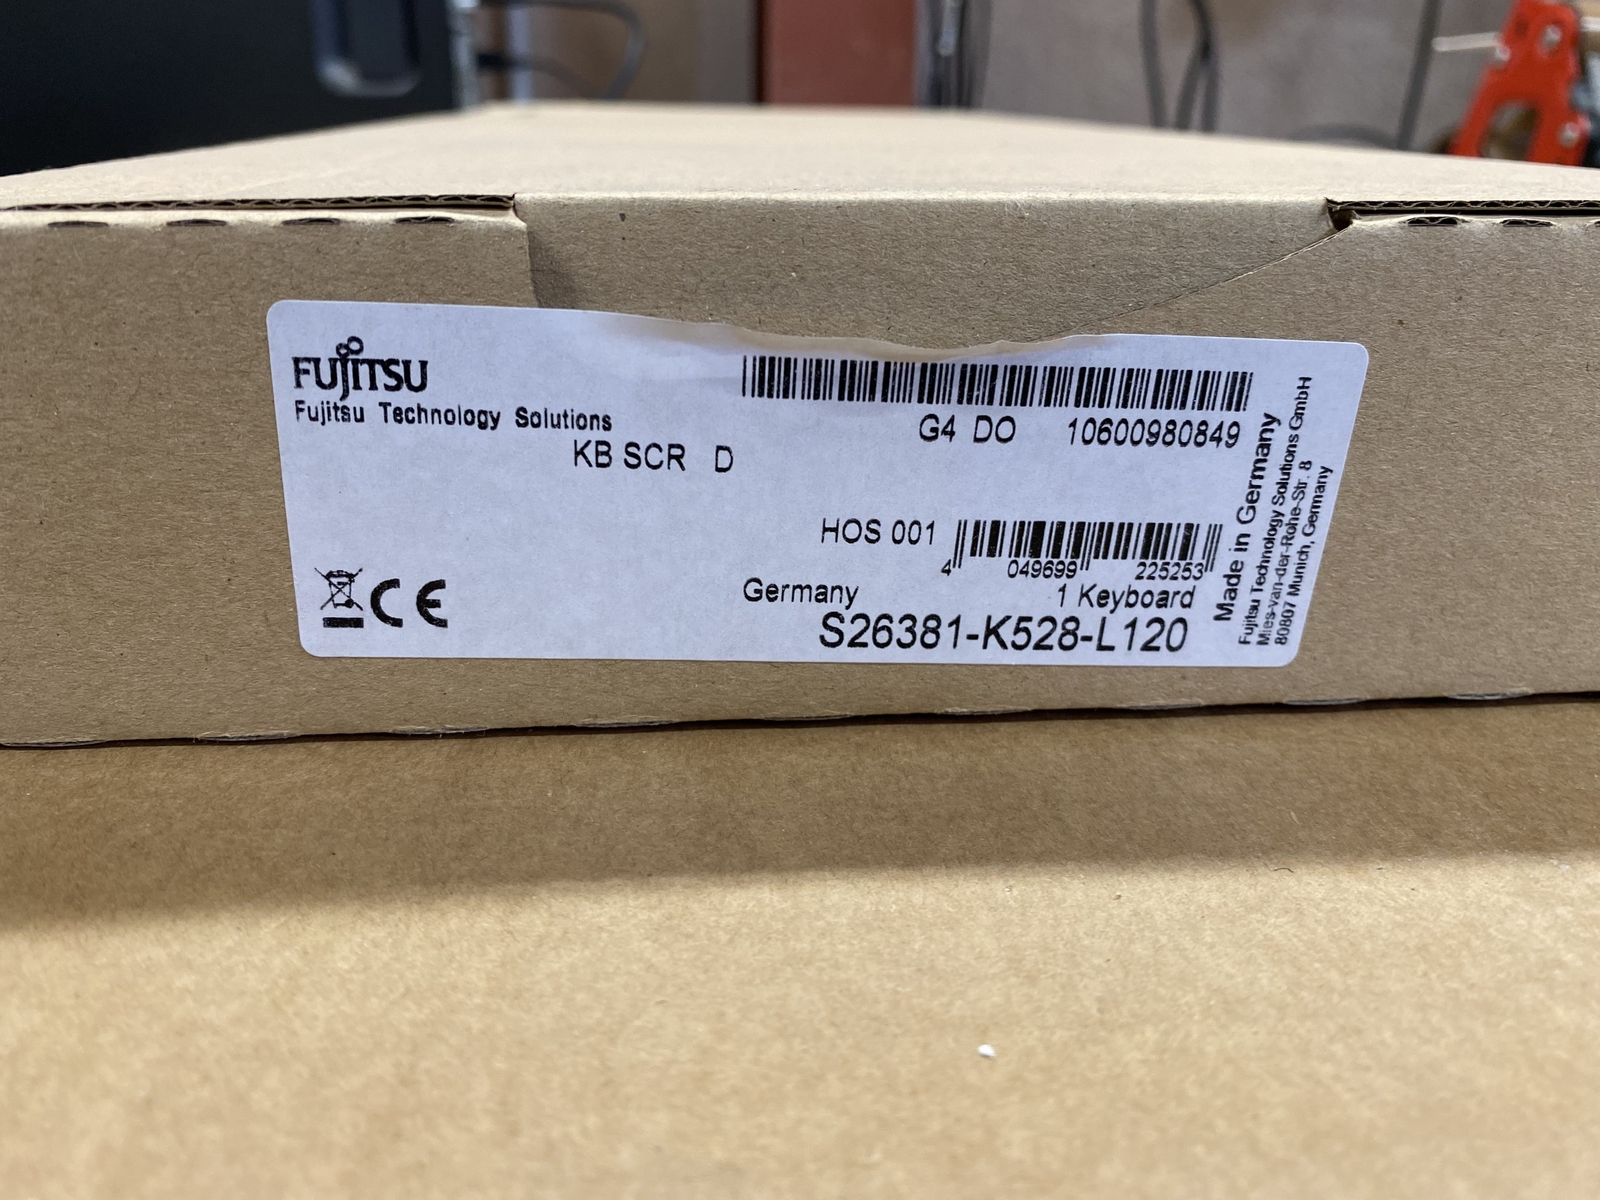 FUJITSU
Fujitsu Technology Solutions
KB SCR D
G4 DO 10600980849
HOS 001
4 049699 225253
Germany
1 Keyboard
S26381-K528-L120
CE
Made in Germany
Fujitsu Technology Solutions GmbH
Mies-van-der-Rohe-Str. 8
80807 Munich, Germany